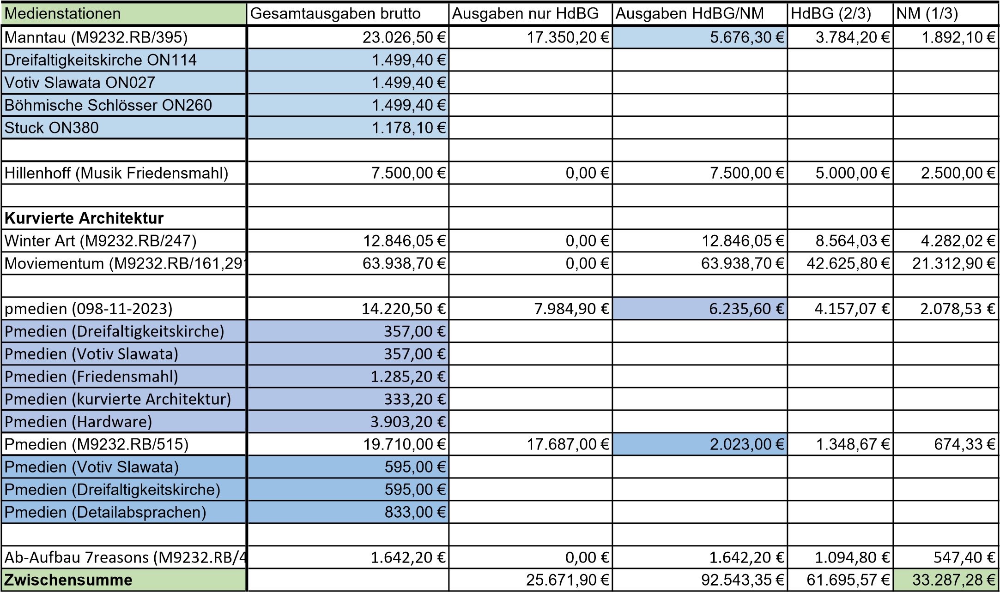 Medienstationen Gesamtausgaben brutto Ausgaben nur HdBG Ausgaben HdBG/NM HdBG (2/3) NM (1/3)
Manntau (M9232.RB/395) 23.026,50 € 17.350,20 € 5.676,30 € 3.784,20 € 1.892,10 €
Dreifaltigkeitskirche ON114 1.499,40 €
Votiv Slawata ON027 1.499,40 €
Böhmische Schlösser ON260 1.499,40 €
Stuck ON380 1.178,10 €
Hillenhoff (Musik Friedensmahl) 7.500,00 € 0,00 € 7.500,00 € 5.000,00 € 2.500,00 €
Kurvierte Architektur
Winter Art (M9232.RB/247) 12.846,05 € 0,00 € 12.846,05 € 8.564,03 € 4.282,02 €
Moviementum (M9232.RB/161,291 63.938,70 € 0,00 € 63.938,70 € 42.625,80 € 21.312,90 €
pmedien (098-11-2023) 14.220,50 € 7.984,90 € 6.235,60 € 4.157,07 € 2.078,53 €
Pmedien (Dreifaltigkeitskirche) 357,00 €
Pmedien (Votiv Slawata) 357,00 €
Pmedien (Friedensmahl) 1.285,20 €
Pmedien (kurvierte Architektur) 333,20 €
Pmedien (Hardware) 3.903,20 €
Pmedien (M9232.RB/515) 19.710,00 € 17.687,00 € 2.023,00 € 1.348,67 € 674,33 €
Pmedien (Votiv Slawata) 595,00 €
Pmedien (Dreifaltigkeitskirche) 595,00 €
Pmedien (Detailabsprachen) 833,00 €
Ab-Aufbau 7reasons (M9232.RB/4 1.642,20 € 0,00 € 1.642,20 € 1.094,80 € 547,40 €
Zwischensumme 25.671,90 € 92.543,35 € 61.695,57 € 33.287,28 €